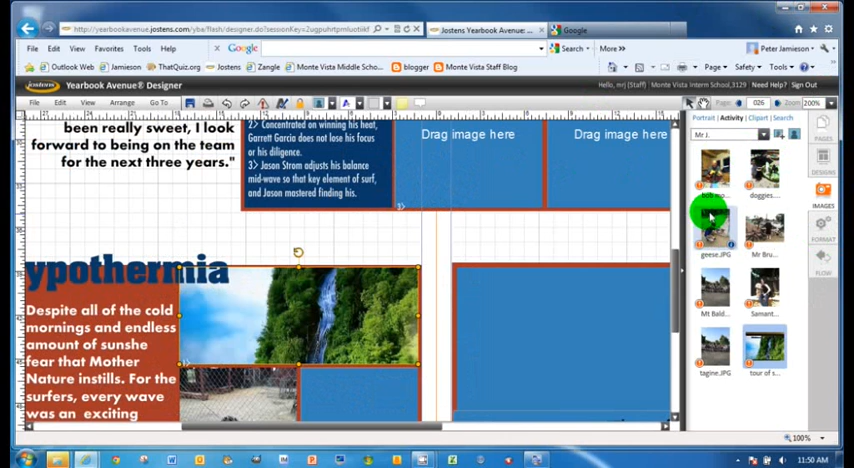 http://yearbookavenue.jostens.com/yba/flash/designer.do?sessionKey=
Jostens Yearbook Avenue: ...
Google
File Edit View Favorites Tools Help
Google
Search
More >>
Peter Jamieson
Outlook Web
Jamieson
ThatQuiz.org
Jostens
Zangle
Monte Vista Middle School
blogger
Monte Vista Staff Blog
Page
Safety
Tools
jostens Yearbook Avenue® Designer
Hello, mrj (Staff) Monte Vista Intern School,3129 Need Help? Sign Out
File Edit View Arrange Go To
Page: 026 Zoom: 200%
Portrait Activity Clipart Search
Mr J.
PAGES
DESIGNS
IMAGES
FORMAT
FLOW
been really sweet, I look
forward to being on the team
for the next three years."
2> Concentrated on winning his heat,
Garrett Garcia does not lose his focus
or his diligence.
3> Jason Strom adjusts his balance
mid-wave so that key element of surf,
and Jason mastered finding his.
Drag image here
Drag image here
3>
ypothermia
Despite all of the cold
mornings and endless
amount of sunshe
fear that Mother
Nature instills. For the
surfers, every wave
was an exciting
bob mo...
doggies....
geese.JPG
Mr Bru...
Mt Bald...
Samant...
tagine.JPG
tour of s...
100%
11:50 AM